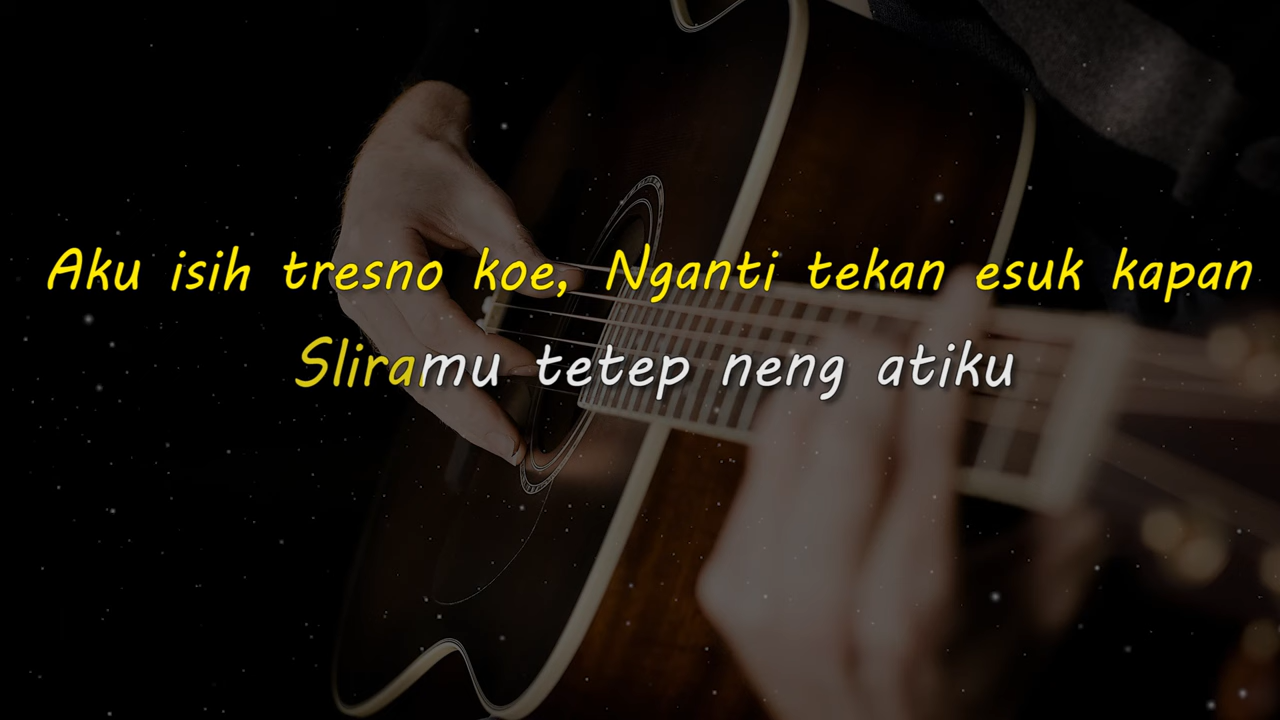 Aku isih tresno koe, Nganti tekan esuk kapan
Sliramu tetep neng atiku